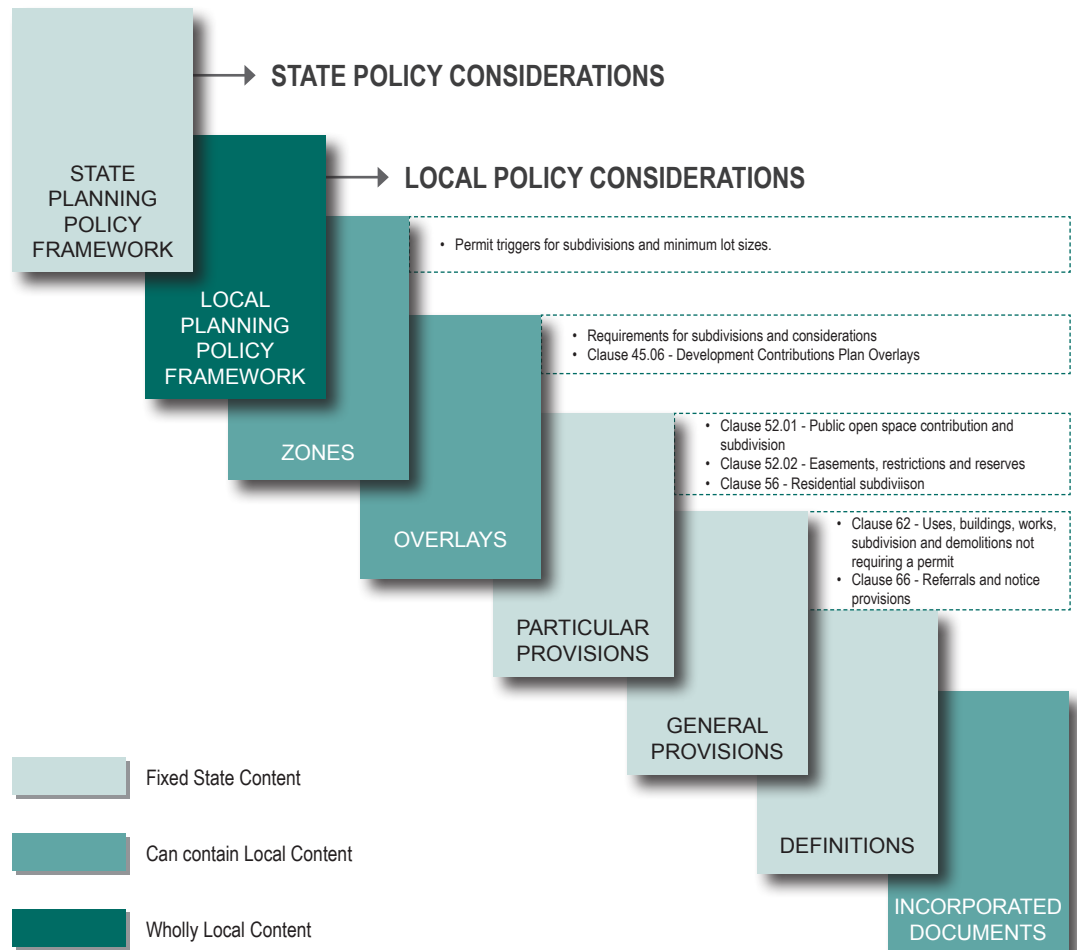 STATE POLICY CONSIDERATIONS
STATE
PLANNING
POLICY
FRAMEWORK
LOCAL POLICY CONSIDERATIONS
LOCAL
PLANNING
POLICY
FRAMEWORK
• Permit triggers for subdivisions and minimum lot sizes.
ZONES
• Requirements for subdivisions and considerations
• Clause 45.06 - Development Contributions Plan Overlays
OVERLAYS
• Clause 52.01 - Public open space contribution and
subdivision
• Clause 52.02 - Easements, restrictions and reserves
• Clause 56 - Residential subdiviison
PARTICULAR
PROVISIONS
• Clause 62 - Uses, buildings, works,
subdivision and demolitions not
requiring a permit
• Clause 66 - Referrals and notice
provisions
GENERAL
PROVISIONS
DEFINITIONS
INCORPORATED
DOCUMENTS
Fixed State Content
Can contain Local Content
Wholly Local Content